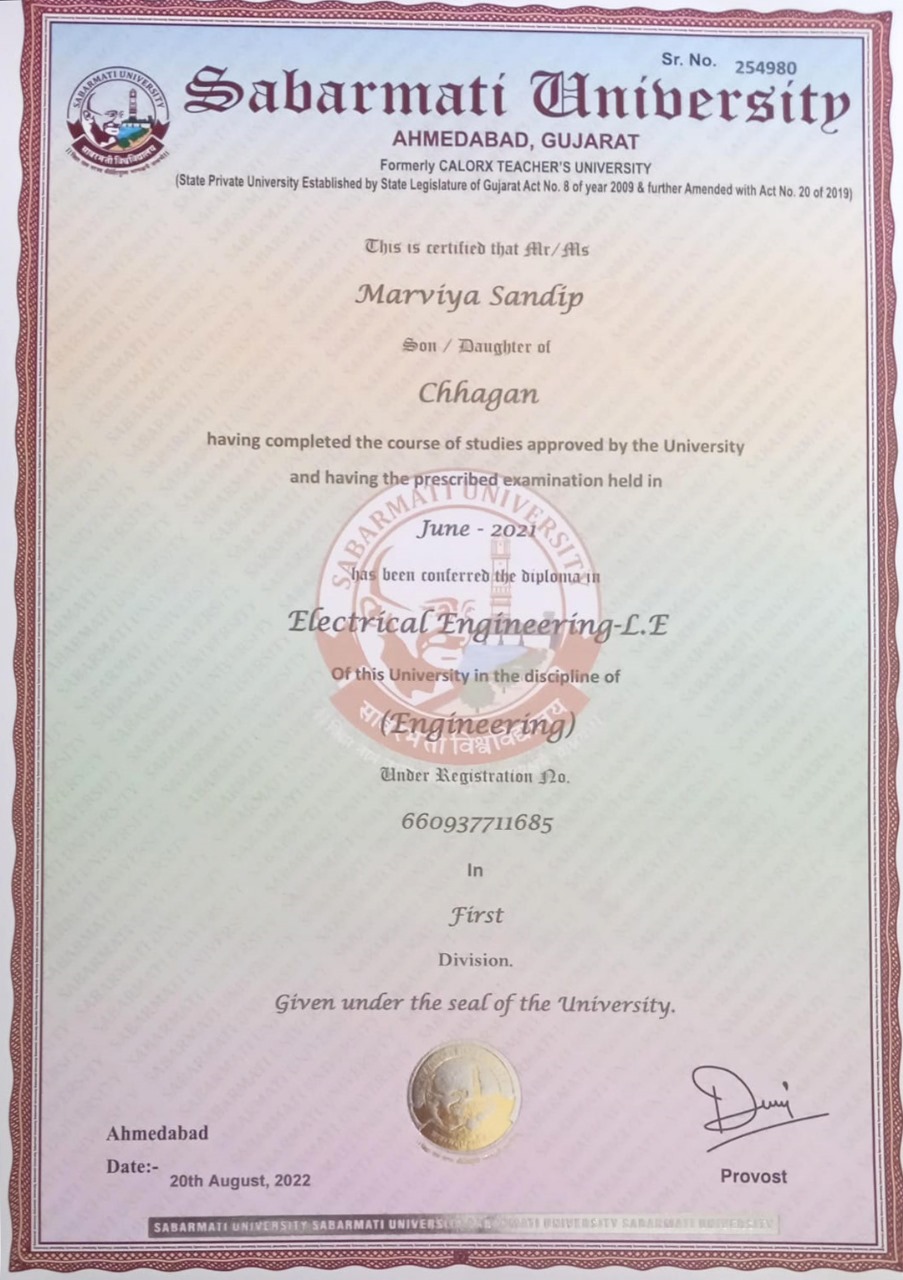 Sr. No. 254980
SABARMATI UNIVERSITY
साबरमती विश्वविद्यालय
Sabarmati University
AHMEDABAD, GUJARAT
Formerly CALORX TEACHER'S UNIVERSITY
(State Private University Established by State Legislature of Gujarat Act No. 8 of year 2009 & further Amended with Act No. 20 of 2019)
This is certified that Mr/Ms
Marviya Sandip
Son / Daughter of
Chhagan
having completed the course of studies approved by the University
and having the prescribed examination held in
SABARMATI UNIVERSITY
June - 2021
has been conferred the diploma in
Electrical Engineering-L.E
Of this University in the discipline of
(Engineering)
साबरमती विश्वविद्यालय
Under Registration No.
660937711685
In
First
Division.
Given under the seal of the University.
Ahmedabad
Date:-
20th August, 2022
Provost
SABARMATI UNIVERSITY SABARMATI UNIVERSITY SABARMATI UNIVERSITY SABARMATI UNIVERSITY